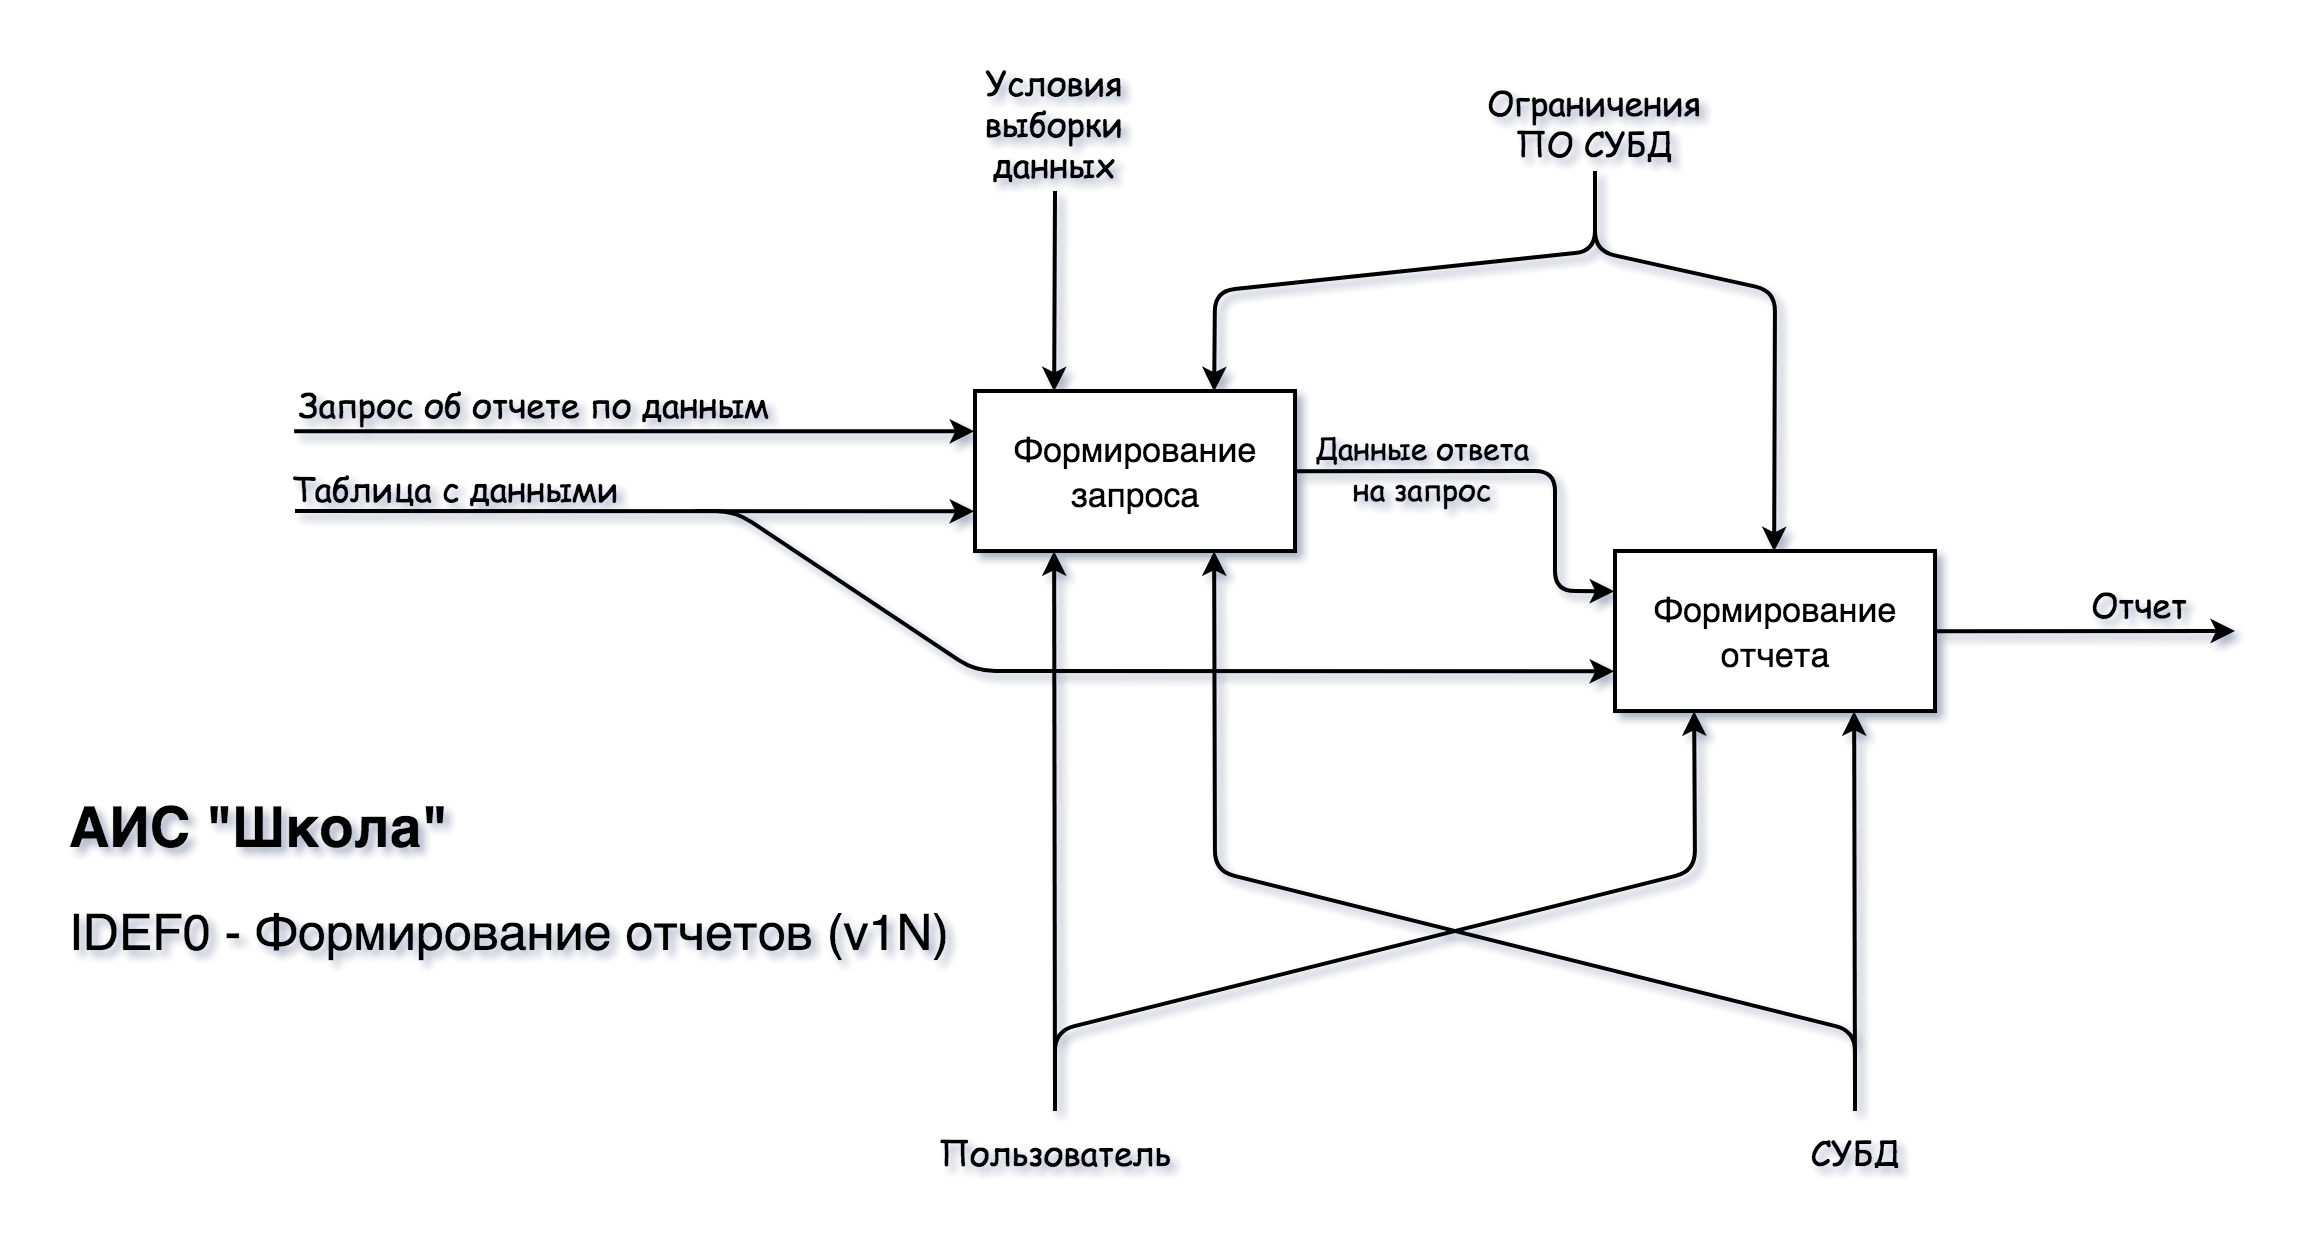 Условия
выборки
данных
Ограничения
ПО СУБД
Запрос об отчете по данным
Таблица с данными
Формирование
запроса
Данные ответа
на запрос
Формирование
отчета
Отчет
АИС "Школа"
IDEF0 - Формирование отчетов (v1N)
Пользователь
СУБД